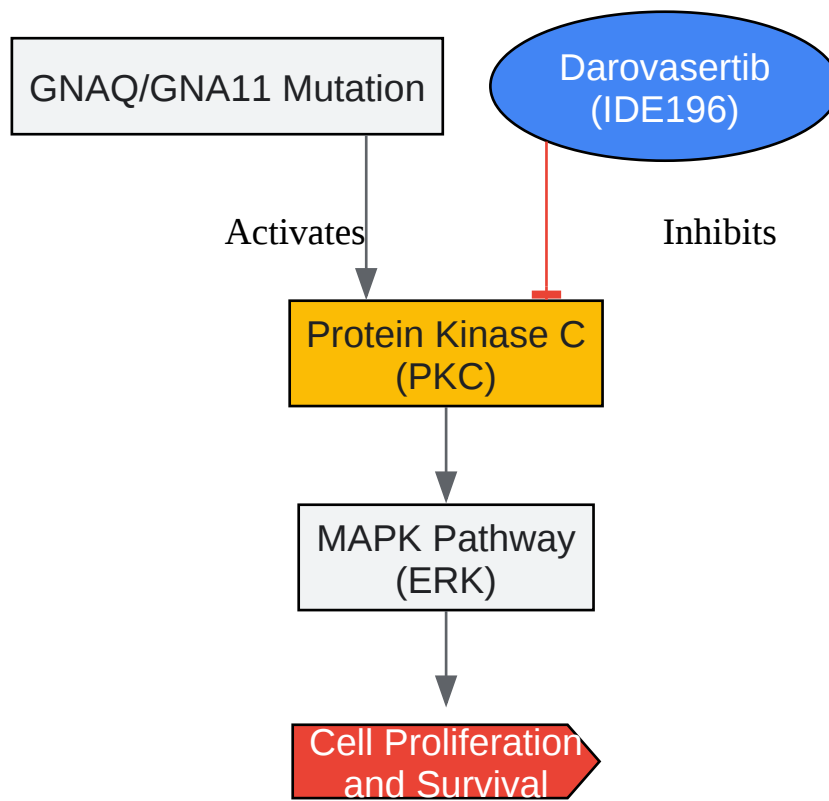 GNAQ/GNA11 Mutation
Darovasertib
(IDE196)
Activates
Inhibits
Protein Kinase C
(PKC)
MAPK Pathway
(ERK)
Cell Proliferation
and Survival